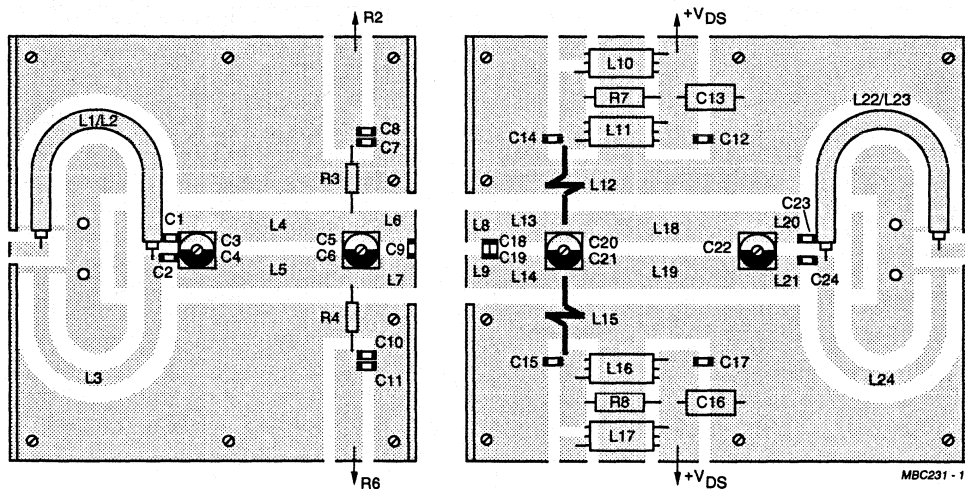 R2
+VDS
L10
R7
C13
L11
C14
C12
L22/L23
L1/L2
C8
C7
R3
L12
C23
L20
C1
C3
C4
C2
L4
L5
C5
C6
L6
C9
L7
L8
C18
C19
L9
L13
L14
C20
C21
L18
L19
C22
L21
C24
R4
C10
C11
L15
C15
L16
C17
R8
C16
L17
L3
L24
R6
+VDS
MBC231 - 1